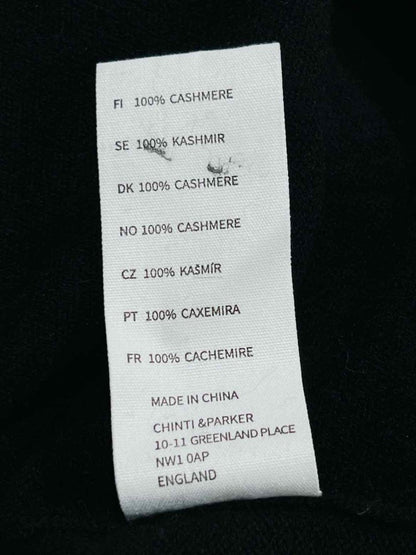 FI 100% CASHMERE
SE 100% KASHMIR
DK 100% CASHMERE
NO 100% CASHMERE
CZ 100% KAŠMÍR
PT 100% CAXEMIRA
FR 100% CACHEMIRE
MADE IN CHINA
CHINTI &PARKER
10-11 GREENLAND PLACE
NW1 0AP
ENGLAND